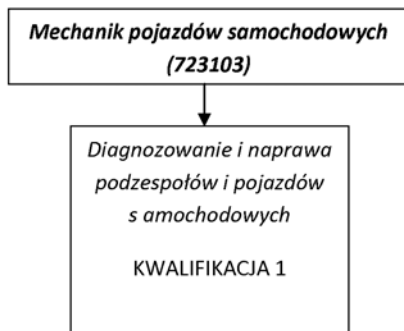 Mechanik pojazdów samochodowych
(723103)
Diagnozowanie i naprawa
podzespołów i pojazdów
s amochodowych
KWALIFIKACJA 1